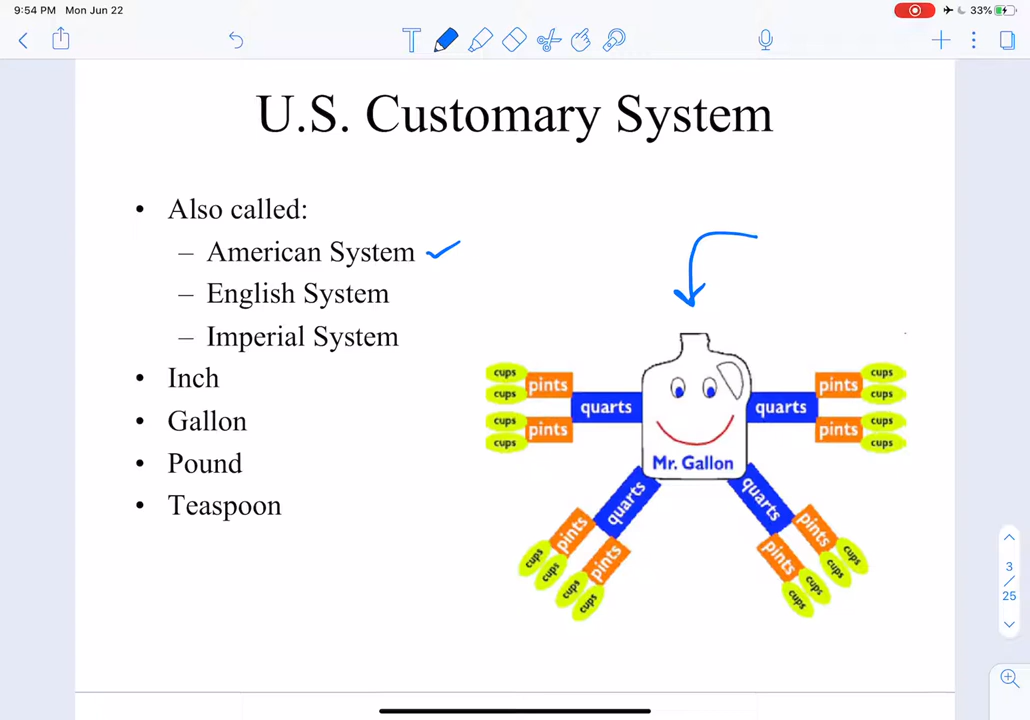 9:54 PM Mon Jun 22
33%
T
U.S. Customary System
• Also called:
– American System
– English System
– Imperial System
• Inch
• Gallon
• Pound
• Teaspoon
cups
cups
pints
cups
cups
pints
quarts
Mr. Gallon
quarts
pints
pints
cups
cups
cups
cups
quarts
pints
pints
cups
cups
cups
cups
quarts
pints
pints
cups
cups
cups
cups
3
/
25